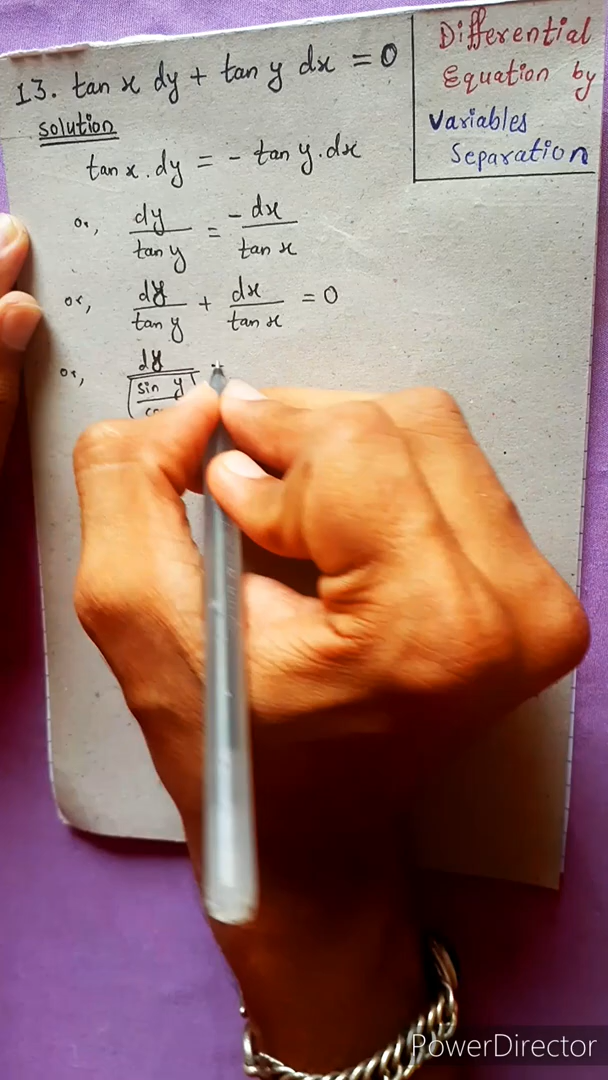 13. tan x dy + tan y dx = 0
Differential
Equation by
Variables
Separation
solution
tan x . dy = - tan y . dx
or, dy/tan y = - dx/tan x
or, dy/tan y + dx/tan x = 0
or, dy/(sin y/ +
PowerDirector